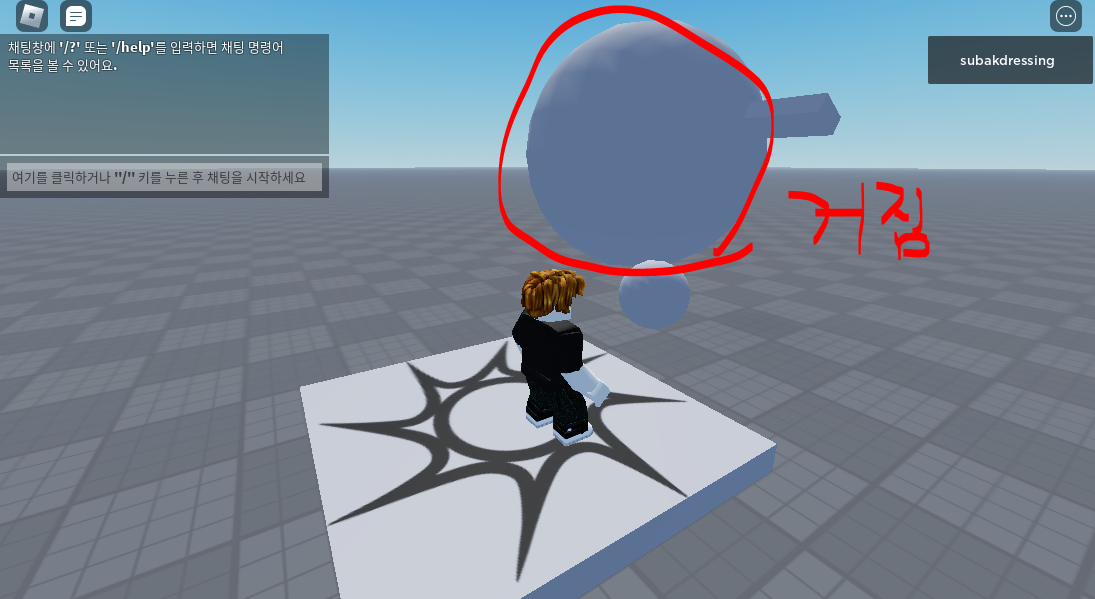 채팅창에 '/?' 또는 '/help'를 입력하면 채팅 명령어
목록을 볼 수 있어요.
subakdressing
여기를 클릭하거나 "/" 키를 누른 후 채팅을 시작하세요
거점